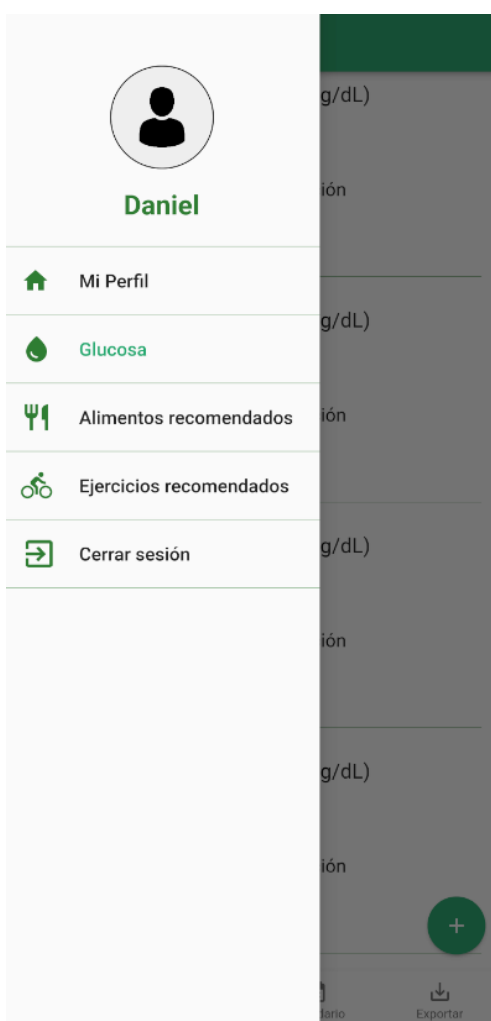 Daniel
Mi Perfil
Glucosa
Alimentos recomendados
Ejercicios recomendados
Cerrar sesión
g/dL)
ión
g/dL)
ión
g/dL)
ión
g/dL)
ión
+
dario
Exportar